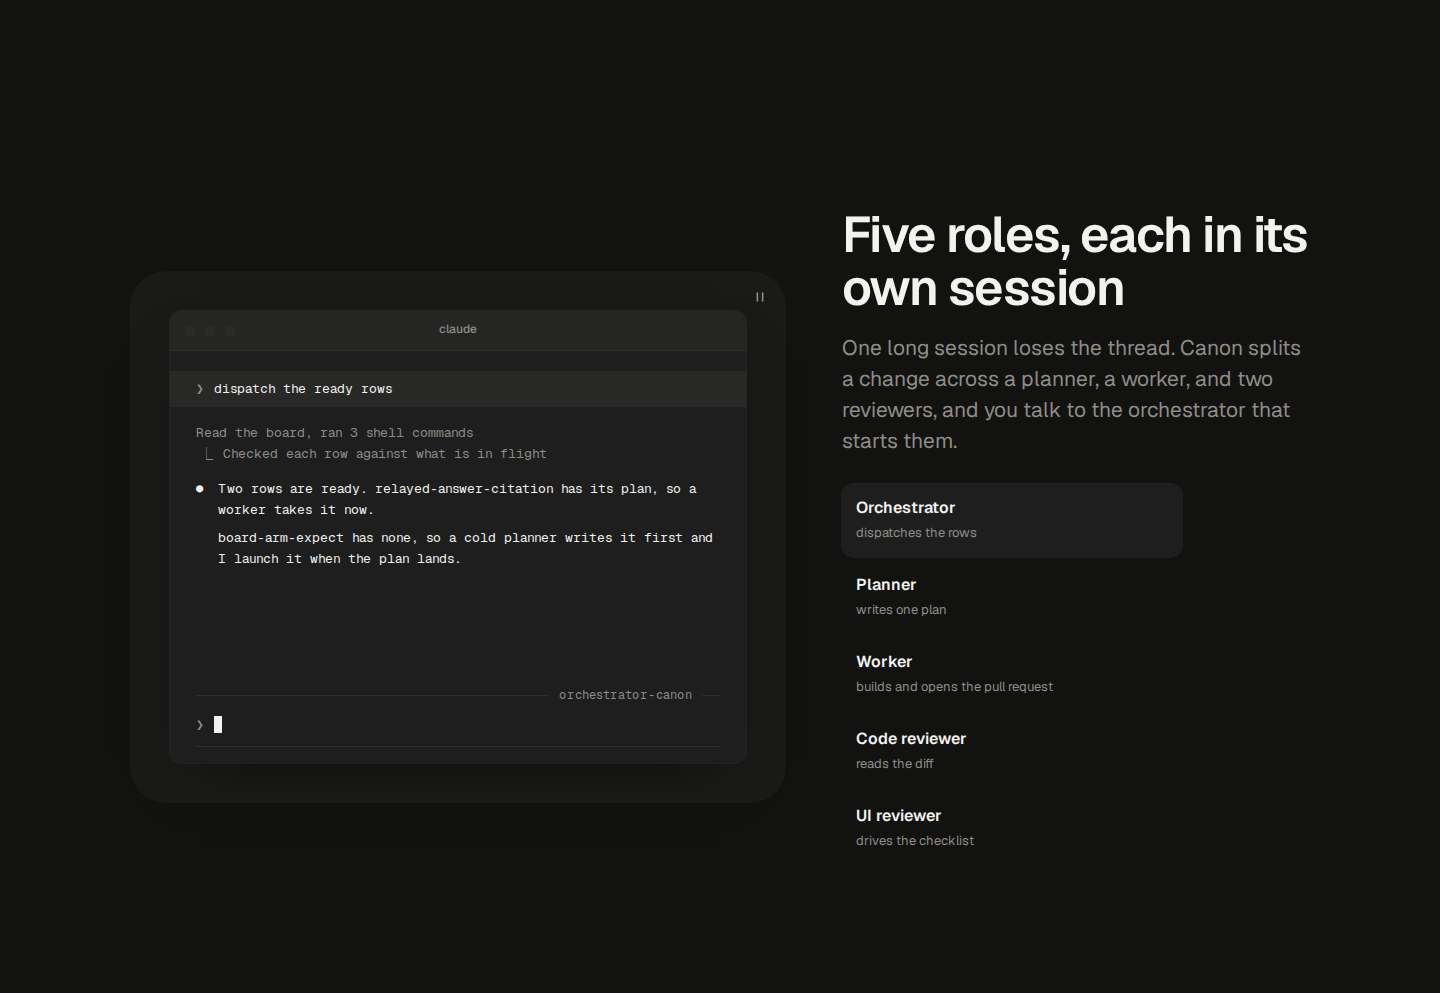 Five roles, each in its
own session
One long session loses the thread. Canon splits
a change across a planner, a worker, and two
reviewers, and you talk to the orchestrator that
starts them.
claude
❯ dispatch the ready rows
Read the board, ran 3 shell commands
⎿ Checked each row against what is in flight
● Two rows are ready. relayed-answer-citation has its plan, so a
worker takes it now.
board-arm-expect has none, so a cold planner writes it first and
I launch it when the plan lands.
orchestrator-canon
❯
Orchestrator
dispatches the rows
Planner
writes one plan
Worker
builds and opens the pull request
Code reviewer
reads the diff
UI reviewer
drives the checklist